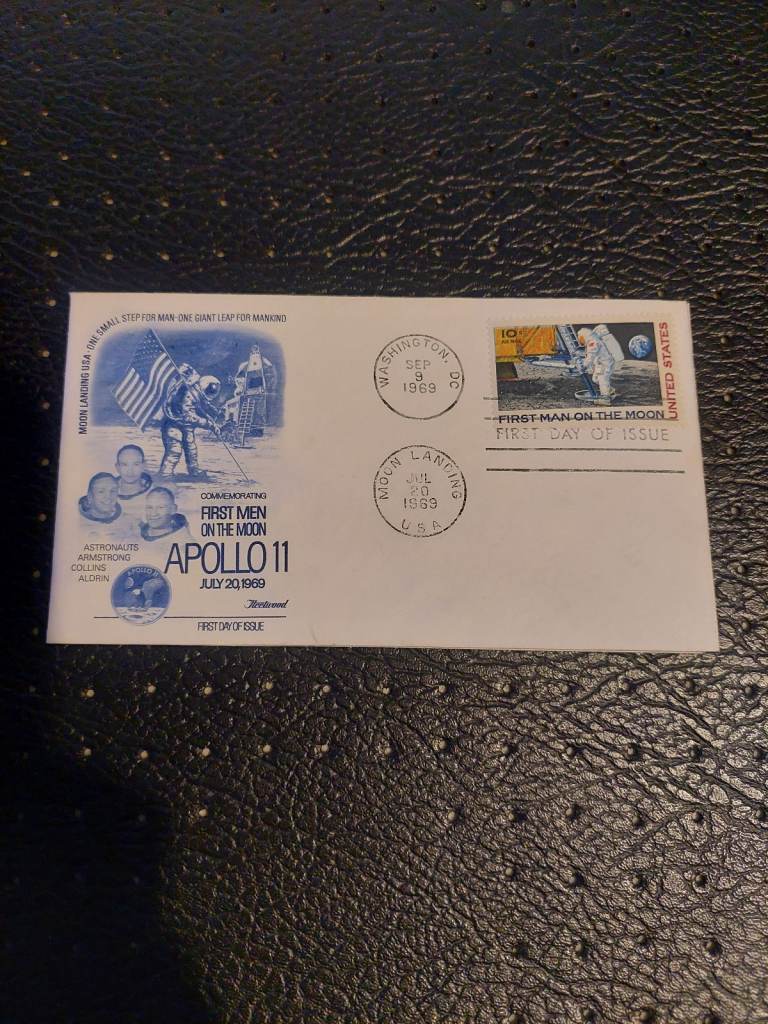 MOON LANDING USA · ONE SMALL STEP FOR MAN · ONE GIANT LEAP FOR MANKIND
COMMEMORATING
FIRST MEN
ON THE MOON
APOLLO 11
JULY 20, 1969
ASTRONAUTS
ARMSTRONG
COLLINS
ALDRIN
APOLLO 11
Fleetwood
FIRST DAY OF ISSUE
WASHINGTON, DC
SEP
9
1969
MOON LANDING
JUL
20
1969
USA
10¢
AIR MAIL
UNITED STATES
FIRST MAN ON THE MOON
FIRST DAY OF ISSUE